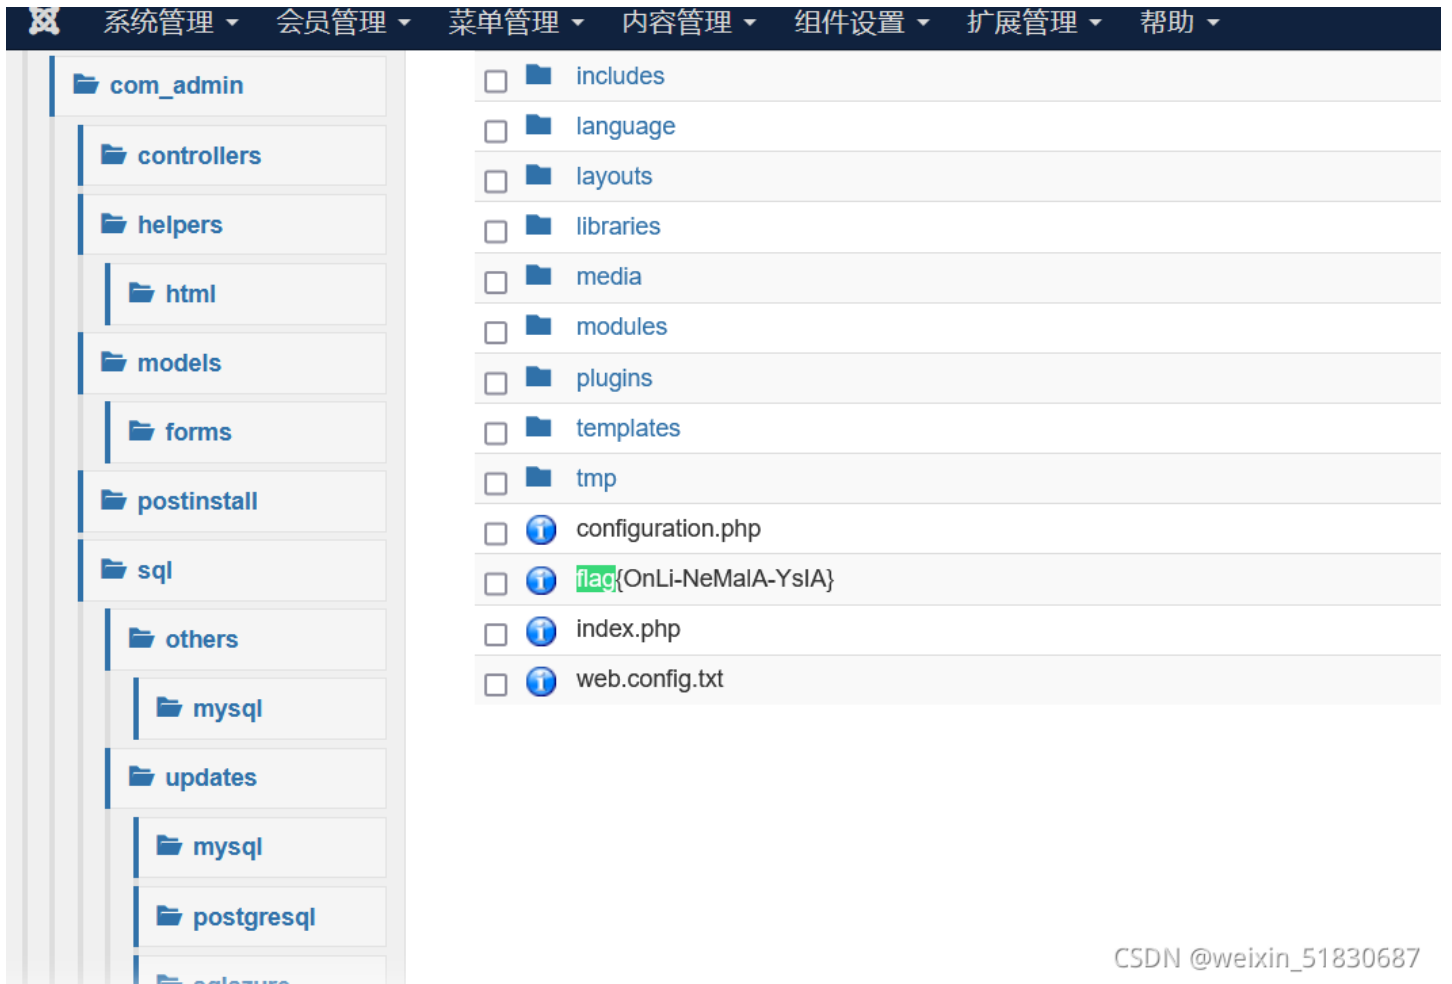 系统管理 会员管理 菜单管理 内容管理 组件设置 扩展管理 帮助
com_admin
controllers
helpers
html
models
forms
postinstall
sql
others
mysql
updates
mysql
postgresql
sqlazure
includes
language
layouts
libraries
media
modules
plugins
templates
tmp
configuration.php
flag{OnLi-NeMaIA-YsIA}
index.php
web.config.txt
CSDN @weixin_51830687